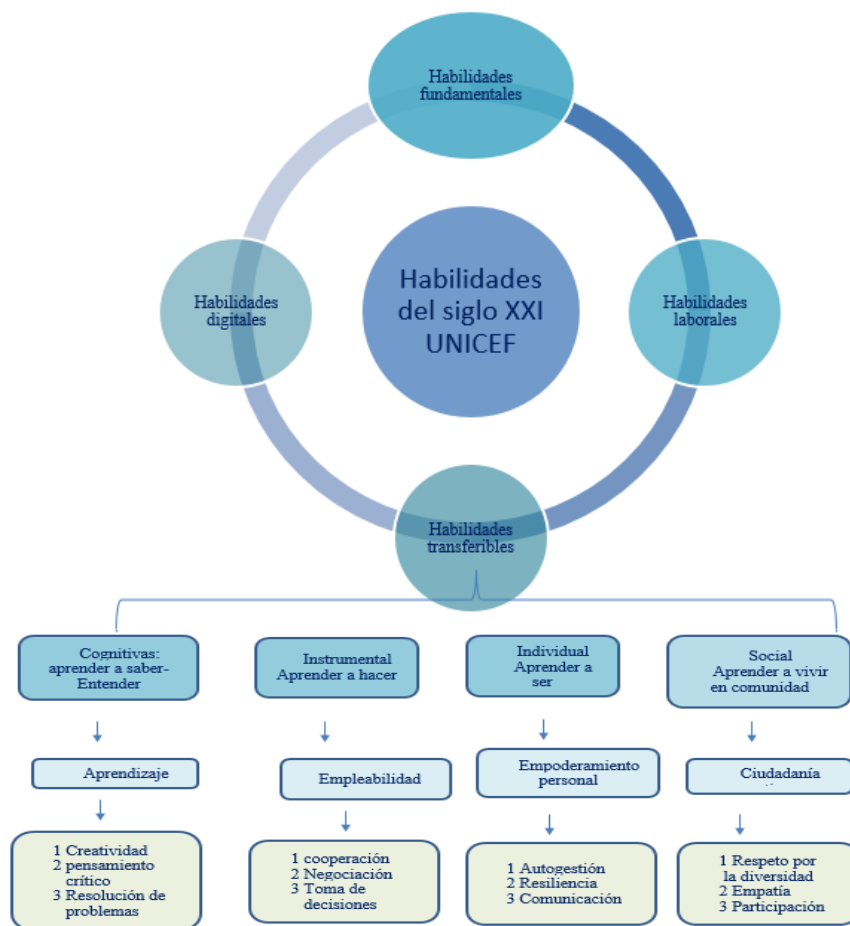 Habilidades
fundamentales
Habilidades
digitales
Habilidades
del siglo XXI
UNICEF
Habilidades
laborales
Habilidades
transferibles
Cognitivas:
aprender a saber-
Entender
Instrumental
Aprender a hacer
Individual
Aprender a
ser
Social
Aprender a vivir
en comunidad
Aprendizaje
Empleabilidad
Empoderamiento
personal
Ciudadanía
1 Creatividad
2 pensamiento
crítico
3 Resolución de
problemas
1 cooperación
2 Negociación
3 Toma de
decisiones
1 Autogestión
2 Resiliencia
3 Comunicación
1 Respeto por
la diversidad
2 Empatía
3 Participación